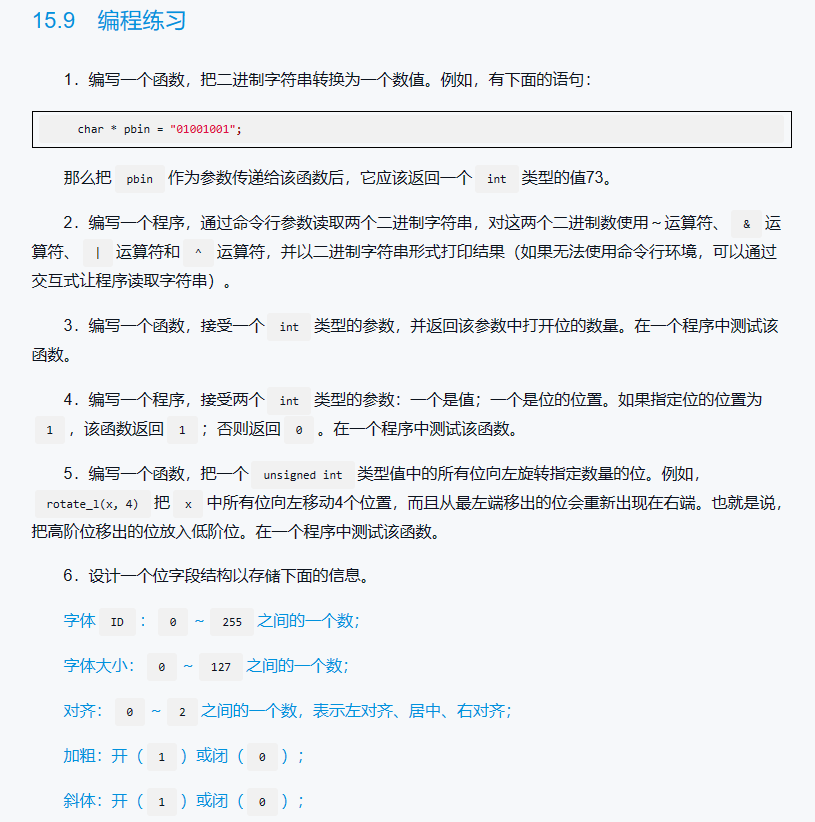 15.9 编程练习
1．编写一个函数，把二进制字符串转换为一个数值。例如，有下面的语句：
char * pbin = "01001001";
那么把 pbin 作为参数传递给该函数后，它应该返回一个 int 类型的值73。
2．编写一个程序，通过命令行参数读取两个二进制字符串，对这两个二进制数使用～运算符、 & 运
算符、 | 运算符和 ^ 运算符，并以二进制字符串形式打印结果（如果无法使用命令行环境，可以通过
交互式让程序读取字符串）。
3．编写一个函数，接受一个 int 类型的参数，并返回该参数中打开位的数量。在一个程序中测试该
函数。
4．编写一个程序，接受两个 int 类型的参数：一个是值；一个是位的位置。如果指定位的位置为
1 ，该函数返回 1 ；否则返回 0 。在一个程序中测试该函数。
5．编写一个函数，把一个 unsigned int 类型值中的所有位向左旋转指定数量的位。例如，
rotate_l(x, 4) 把 x 中所有位向左移动4个位置，而且从最左端移出的位会重新出现在右端。也就是说，
把高阶位移出的位放入低阶位。在一个程序中测试该函数。
6．设计一个位字段结构以存储下面的信息。
字体 ID ： 0 ～ 255 之间的一个数；
字体大小： 0 ～ 127 之间的一个数；
对齐： 0 ～ 2 之间的一个数，表示左对齐、居中、右对齐；
加粗：开（ 1 ）或闭（ 0 ）；
斜体：开（ 1 ）或闭（ 0 ）；